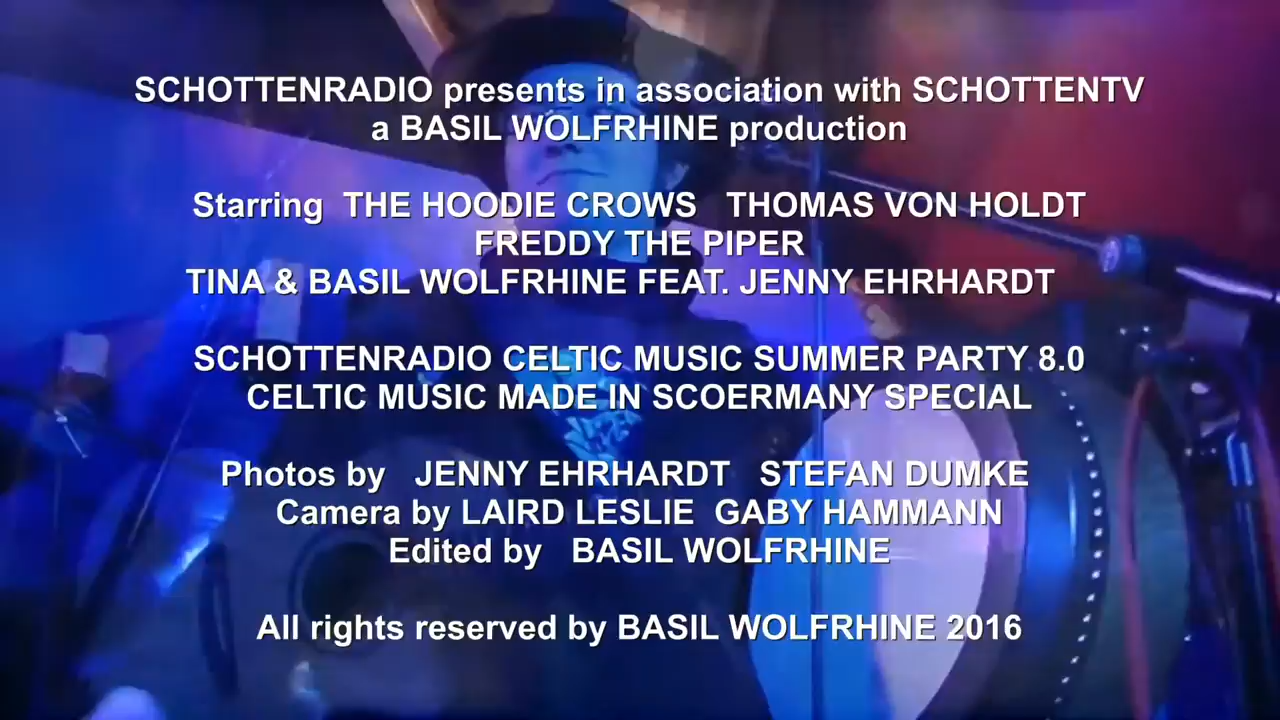 SCHOTTENRADIO presents in association with SCHOTTENTV
a BASIL WOLFRHINE production
Starring THE HOODIE CROWS THOMAS VON HOLDT
FREDDY THE PIPER
TINA & BASIL WOLFRHINE FEAT. JENNY EHRHARDT
SCHOTTENRADIO CELTIC MUSIC SUMMER PARTY 8.0
CELTIC MUSIC MADE IN SCOERMANY SPECIAL
Photos by JENNY EHRHARDT STEFAN DUMKE
Camera by LAIRD LESLIE GABY HAMMANN
Edited by BASIL WOLFRHINE
All rights reserved by BASIL WOLFRHINE 2016